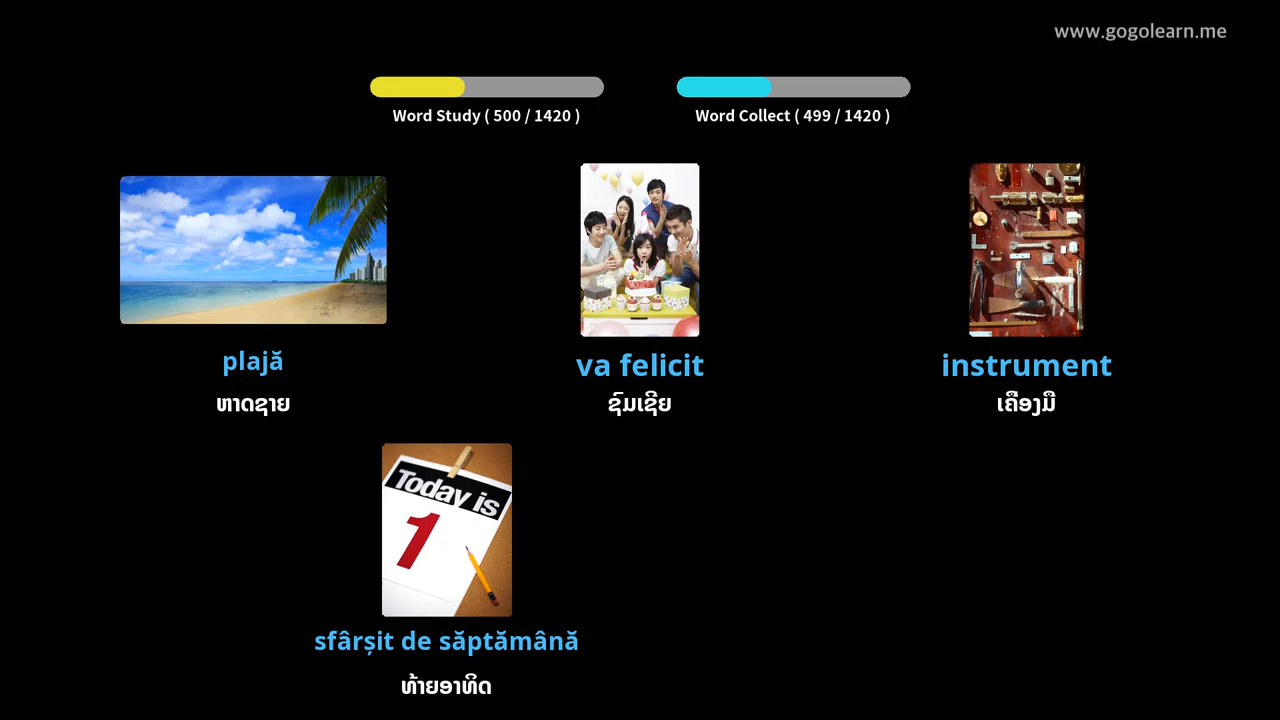 www.gogolearn.me
Word Study ( 500 / 1420 )
Word Collect ( 499 / 1420 )
plajă
va felicit
instrument
ຫາດຊາຍ
ຊົມເຊີຍ
ເຄື່ອງມື
Today is
1
sfârșit de săptămână
ທ້າຍອາທິດ